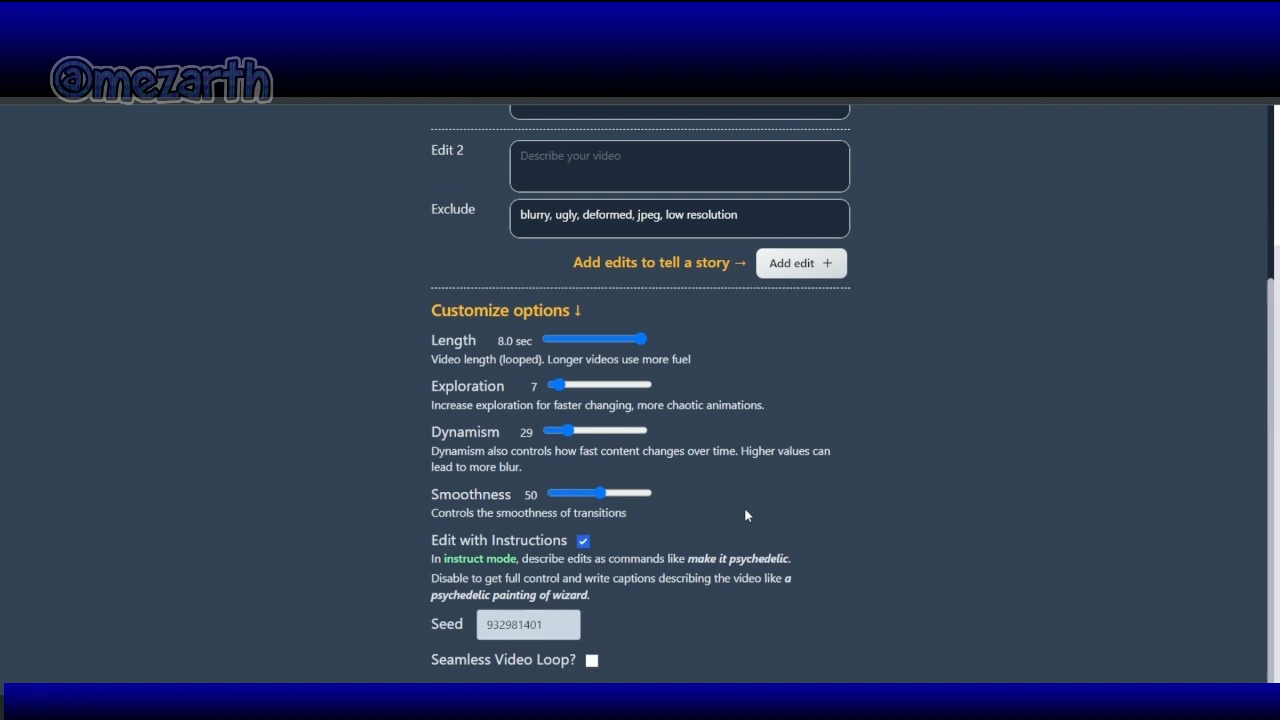 @mezarth
Edit 2
Describe your video
Exclude
blurry, ugly, deformed, jpeg, low resolution
Add edits to tell a story → Add edit +
Customize options ↓
Length 8.0 sec
Video length (looped). Longer videos use more fuel
Exploration 7
Increase exploration for faster changing, more chaotic animations.
Dynamism 29
Dynamism also controls how fast content changes over time. Higher values can
lead to more blur.
Smoothness 50
Controls the smoothness of transitions
Edit with Instructions
In instruct mode, describe edits as commands like make it psychedelic.
Disable to get full control and write captions describing the video like a
psychedelic painting of wizard.
Seed 932981401
Seamless Video Loop?